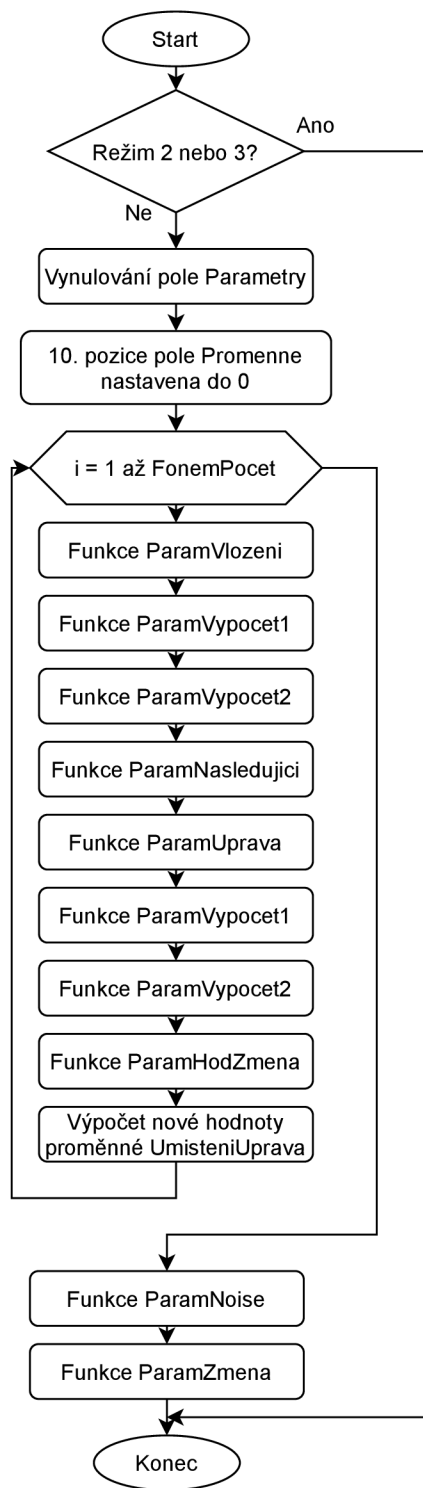 Start
Režim 2 nebo 3?
Ano
Ne
Vynulování pole Parametry
10. pozice pole Promenne
nastavena do 0
i = 1 až FonemPocet
Funkce ParamVlozeni
Funkce ParamVypocet1
Funkce ParamVypocet2
Funkce ParamNasledujici
Funkce ParamUprava
Funkce ParamVypocet1
Funkce ParamVypocet2
Funkce ParamHodZmena
Výpočet nové hodnoty
proměnné UmisteniUprava
Funkce ParamNoise
Funkce ParamZmena
Konec